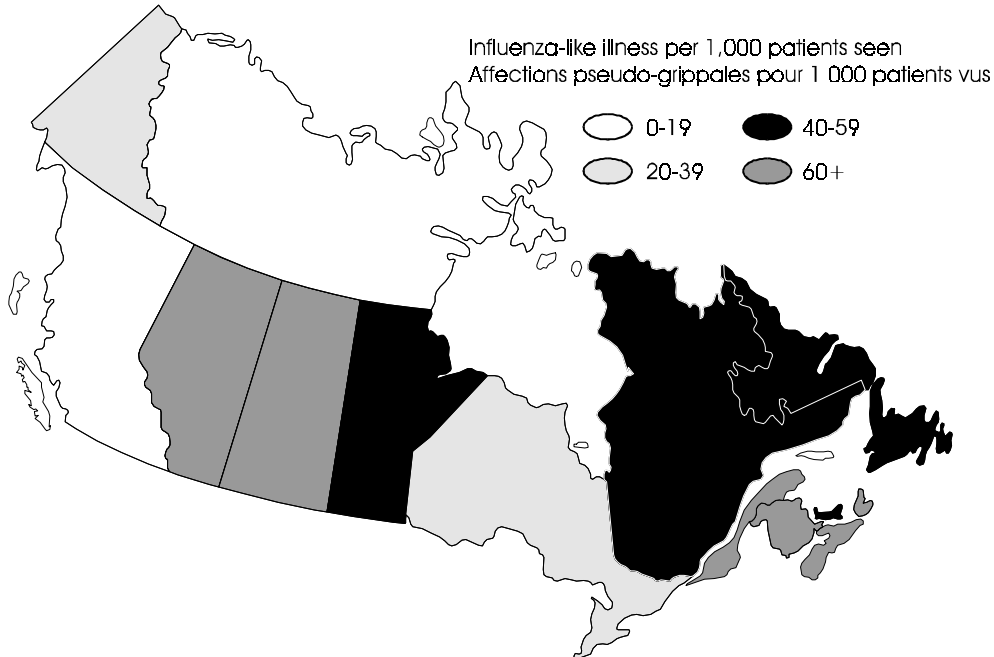 Influenza-like illness per 1,000 patients seen
Affections pseudo-grippales pour 1 000 patients vus
0-19 40-59
20-39 60+